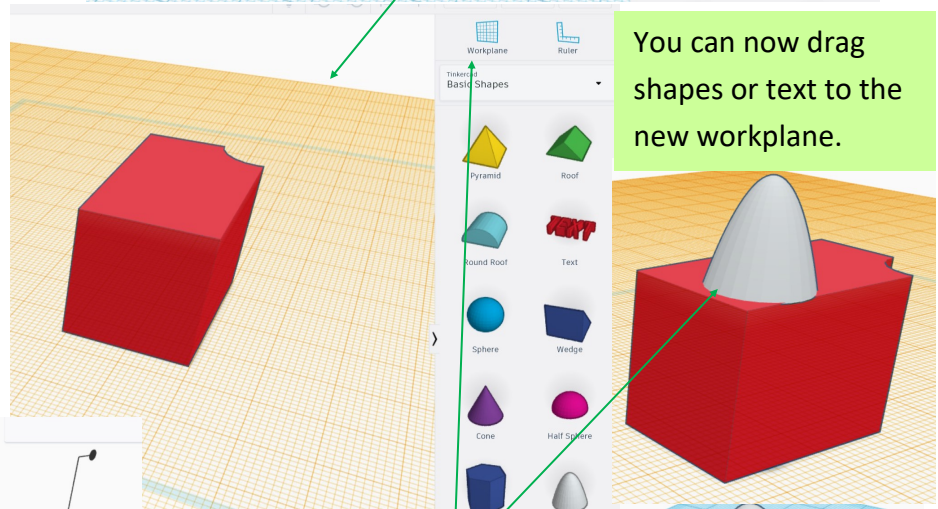 Workplane Ruler
Tinkercad
Basic Shapes
You can now drag
shapes or text to the
new workplane.
Pyramid Roof
Round Roof Text
TEXT
Sphere Wedge
Cone Half Sphere